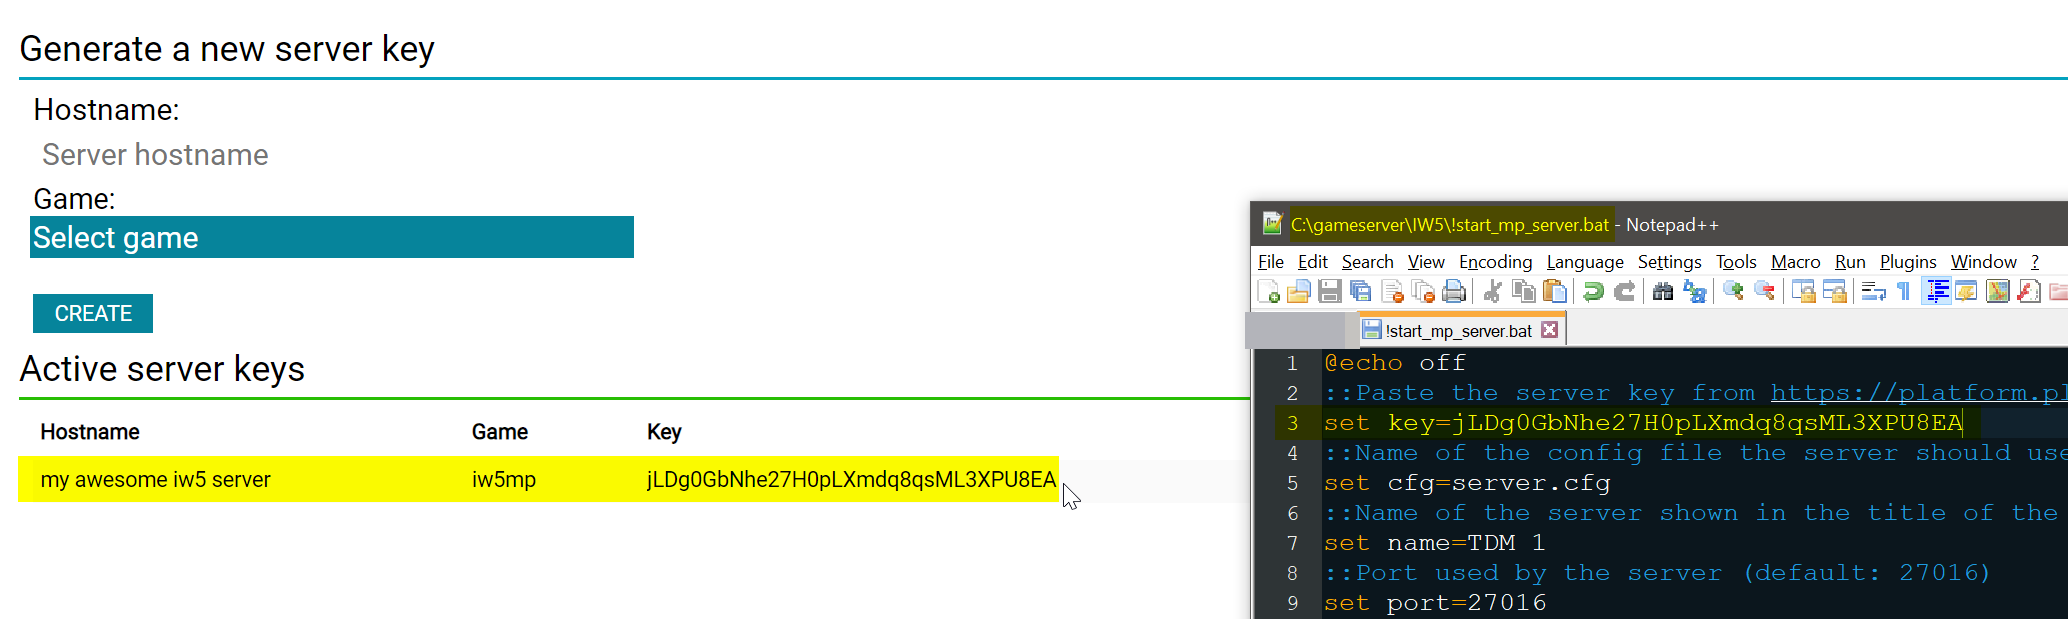 Generate a new server key
Hostname:
Server hostname
Game:
Select game
CREATE
Active server keys
Hostname Game Key
my awesome iw5 server iw5mp jLDg0GbNhe27H0pLXmdq8qsML3XPU8EA
C:\gameserver\IW5\!start_mp_server.bat - Notepad++
File Edit Search View Encoding Language Settings Tools Macro Run Plugins Window ?
!start_mp_server.bat
1 @echo off
2 ::Paste the server key from https://platform.pl
3 set key=jLDg0GbNhe27H0pLXmdq8qsML3XPU8EA
4 ::Name of the config file the server should use
5 set cfg=server.cfg
6 ::Name of the server shown in the title of the
7 set name=TDM 1
8 ::Port used by the server (default: 27016)
9 set port=27016